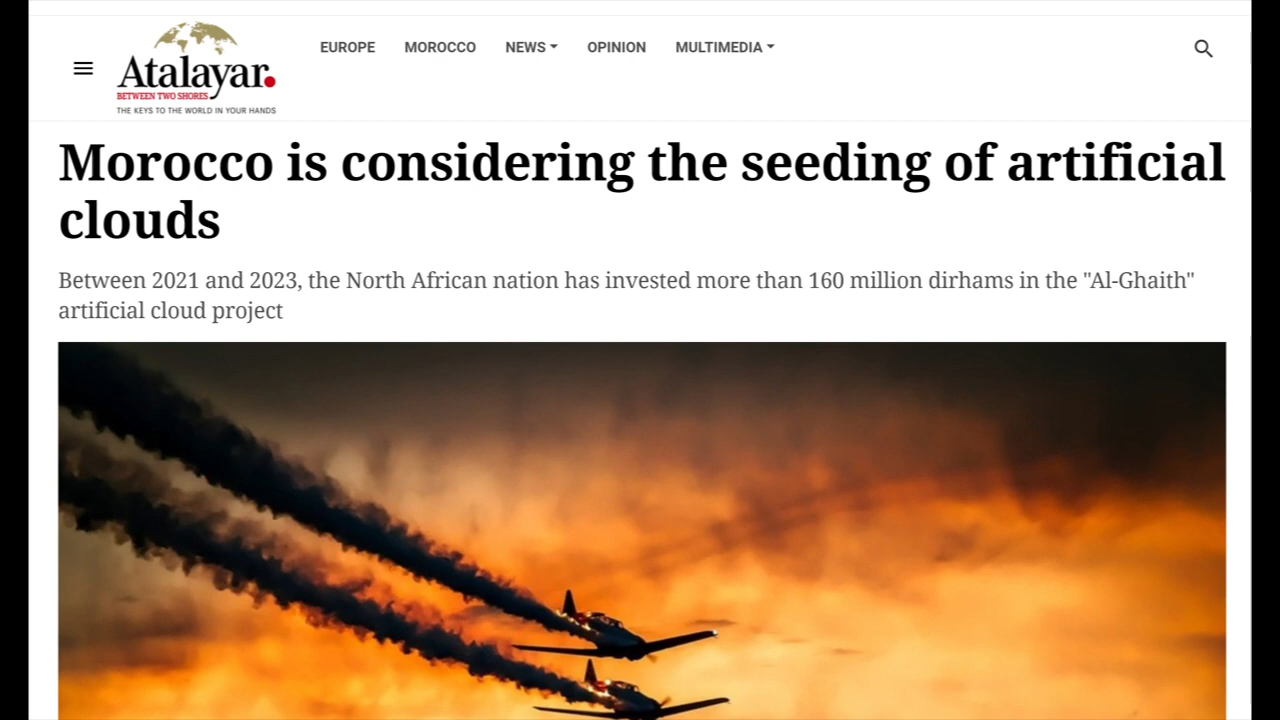 Atalayar.
BETWEEN TWO SHORES
THE KEYS TO THE WORLD IN YOUR HANDS
EUROPE MOROCCO NEWS OPINION MULTIMEDIA
Morocco is considering the seeding of artificial
clouds
Between 2021 and 2023, the North African nation has invested more than 160 million dirhams in the "Al-Ghaith"
artificial cloud project